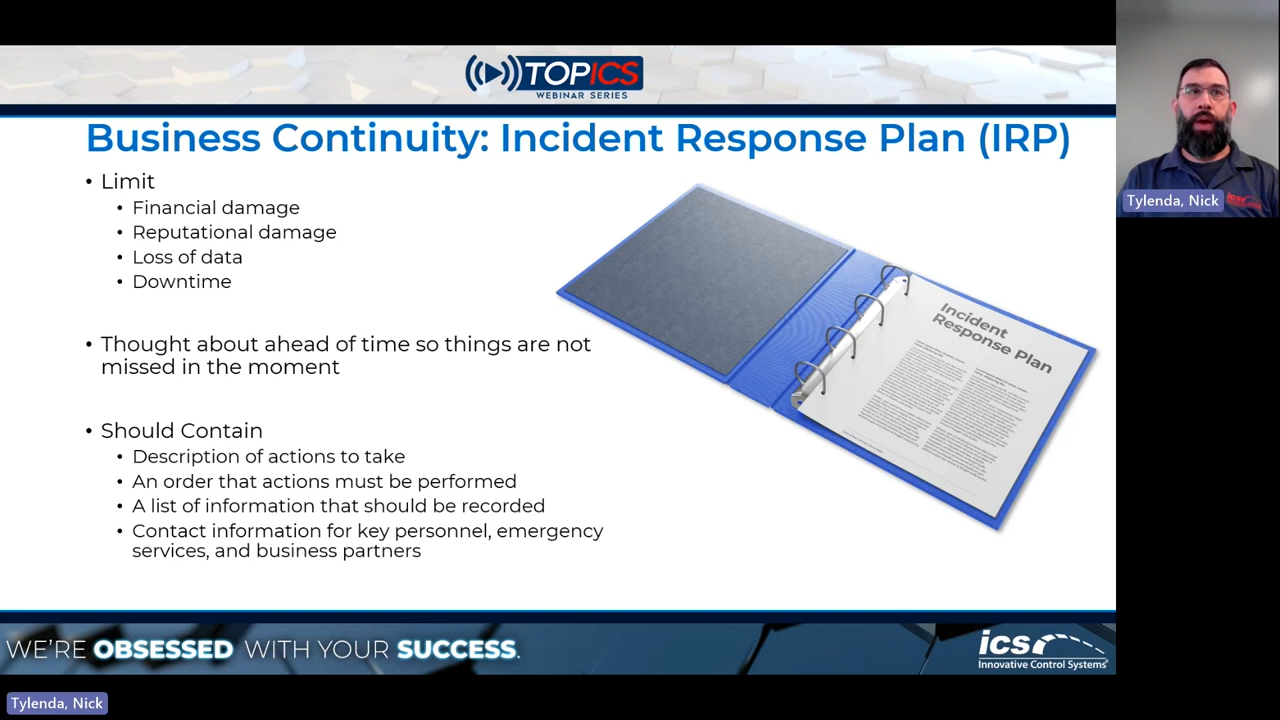 TOPICS
WEBINAR SERIES
Business Continuity: Incident Response Plan (IRP)
• Limit
• Financial damage
• Reputational damage
• Loss of data
• Downtime
• Thought about ahead of time so things are not
missed in the moment
• Should Contain
• Description of actions to take
• An order that actions must be performed
• A list of information that should be recorded
• Contact information for key personnel, emergency
services, and business partners
Incident
Response Plan
WE'RE OBSESSED WITH YOUR SUCCESS.
ics
Innovative Control Systems®
Tylenda, Nick
ics
Tylenda, Nick